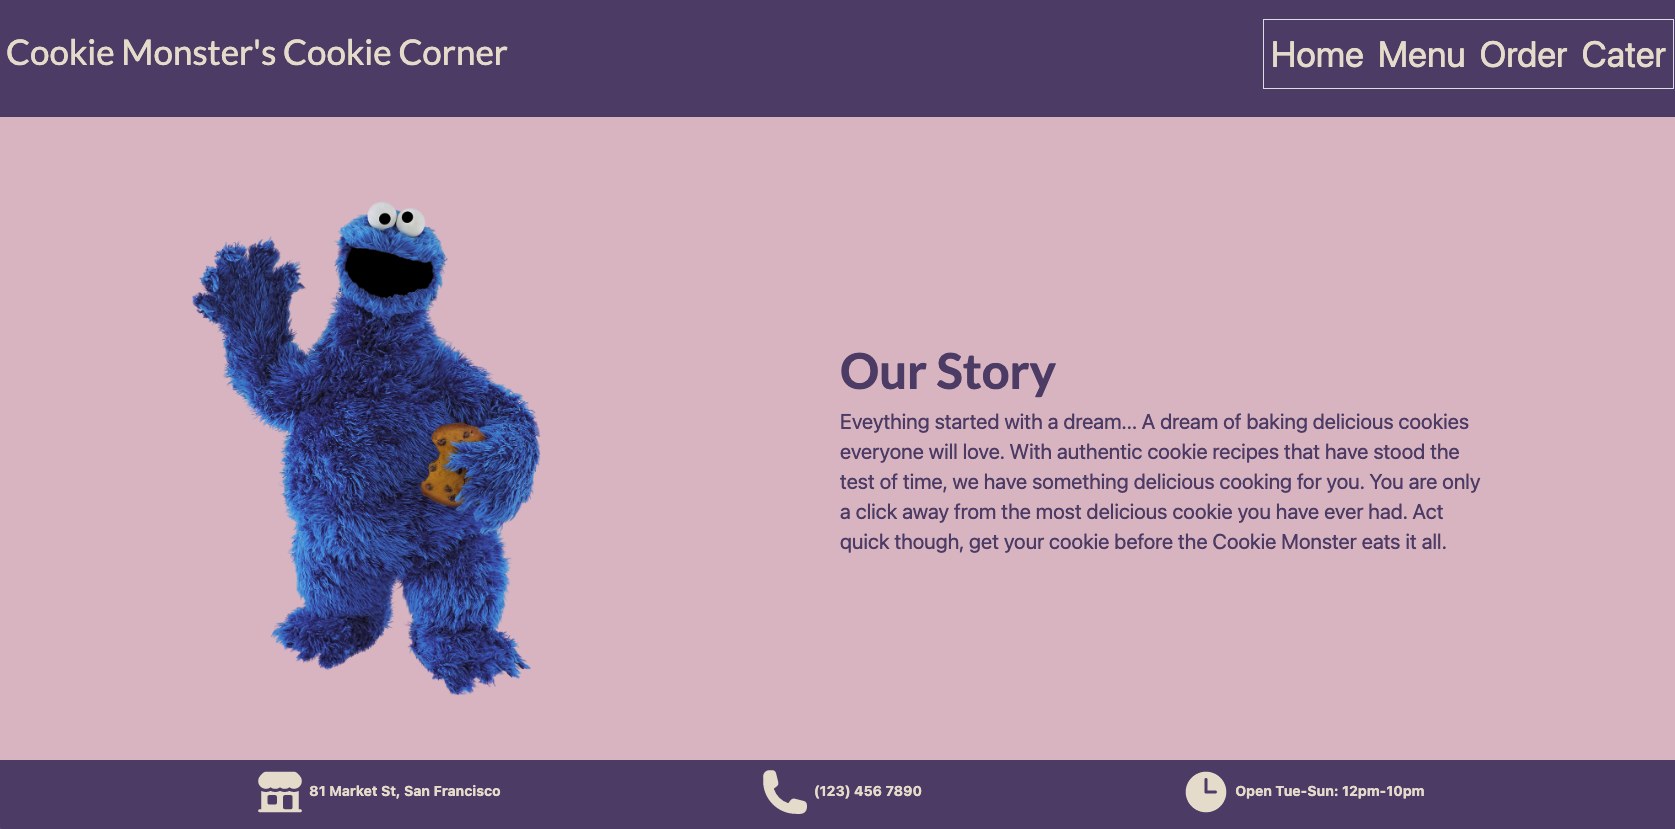 Cookie Monster's Cookie Corner
Home Menu Order Cater
Our Story
Eveything started with a dream... A dream of baking delicious cookies
everyone will love. With authentic cookie recipes that have stood the
test of time, we have something delicious cooking for you. You are only
a click away from the most delicious cookie you have ever had. Act
quick though, get your cookie before the Cookie Monster eats it all.
81 Market St, San Francisco
(123) 456 7890
Open Tue-Sun: 12pm-10pm